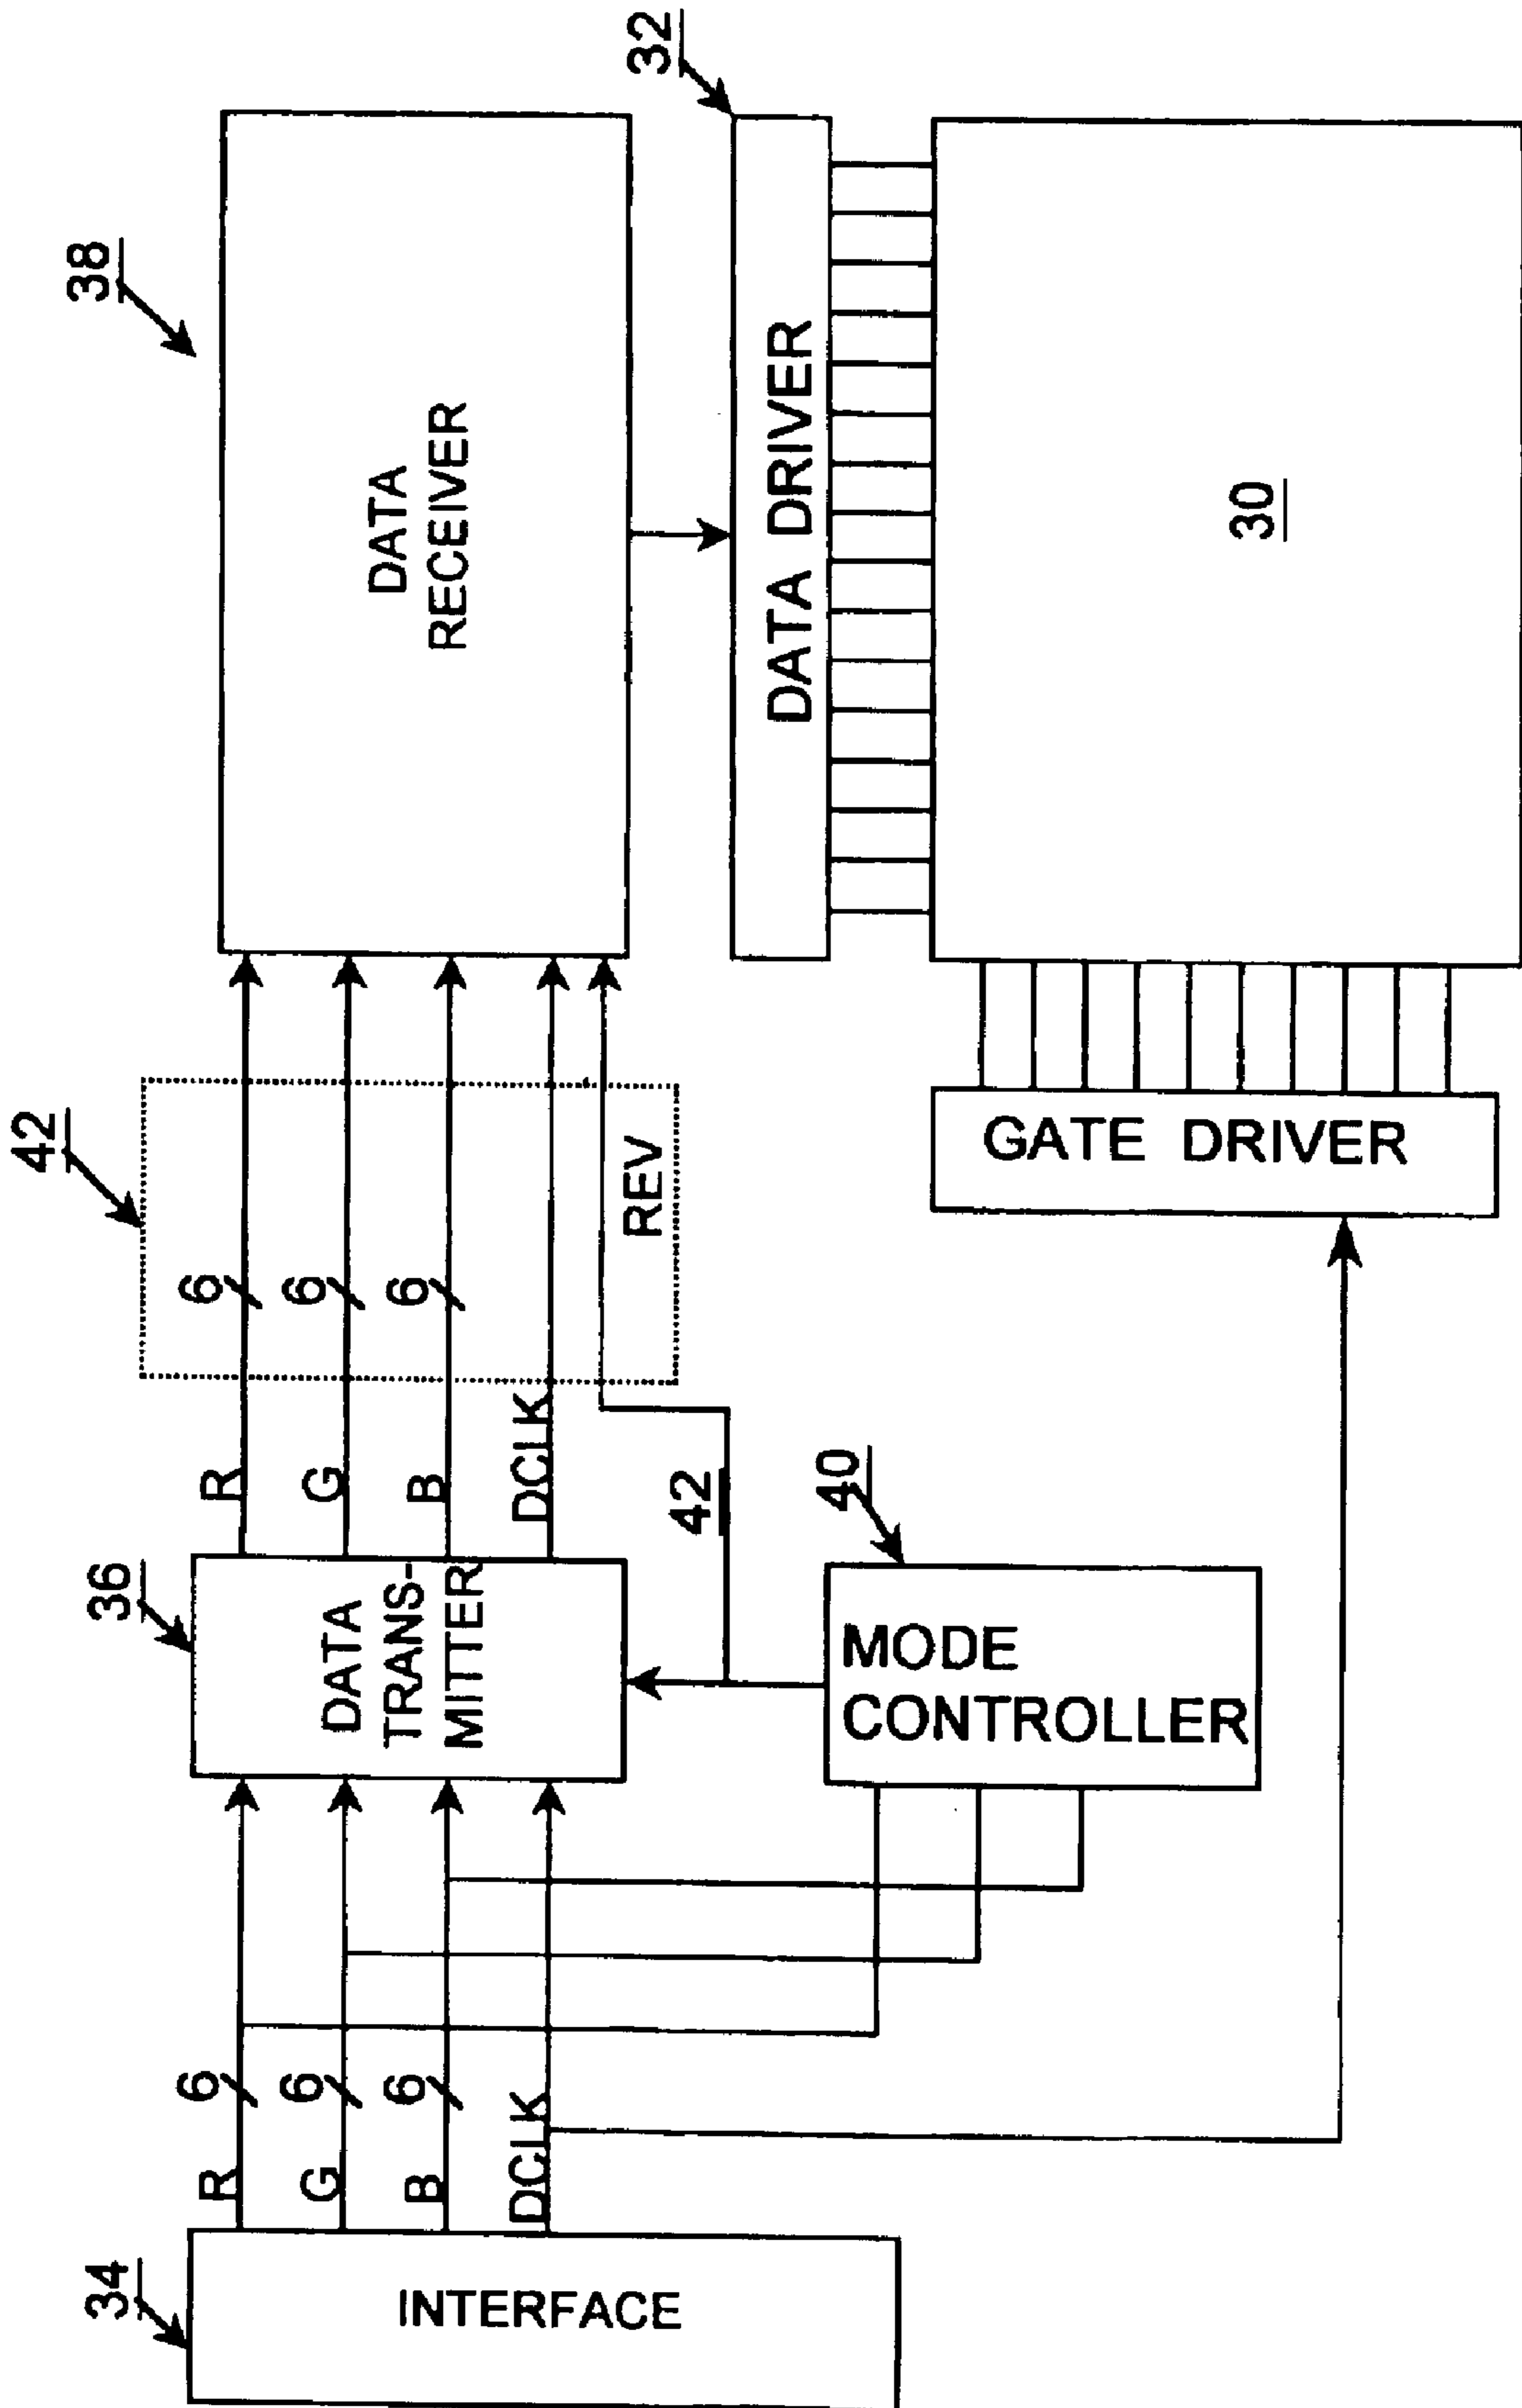 34
INTERFACE
R
6
G
6
B
6
DCLK
36
DATA
TRANS-
MITTER
40
MODE
CONTROLLER
42
R
6
G
6
B
6
DCLK
REV
42
38
DATA
RECEIVER
32
DATA DRIVER
GATE DRIVER
30